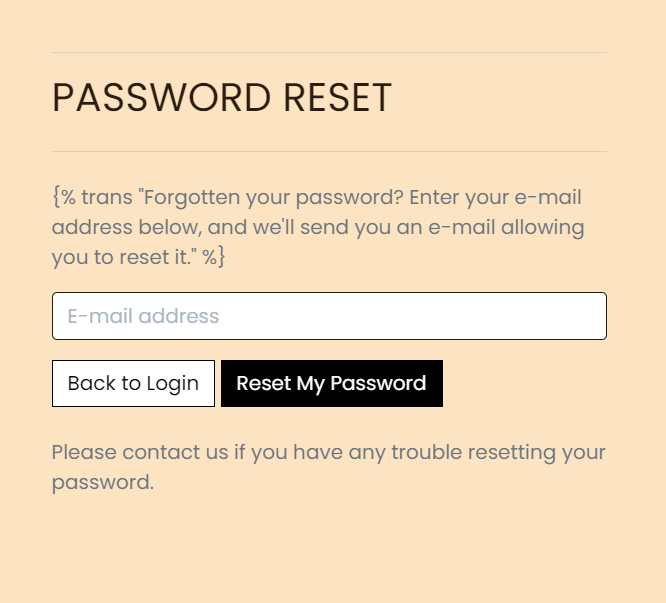 PASSWORD RESET
{% trans "Forgotten your password? Enter your e-mail
address below, and we'll send you an e-mail allowing
you to reset it." %}
E-mail address
Back to Login Reset My Password
Please contact us if you have any trouble resetting your
password.